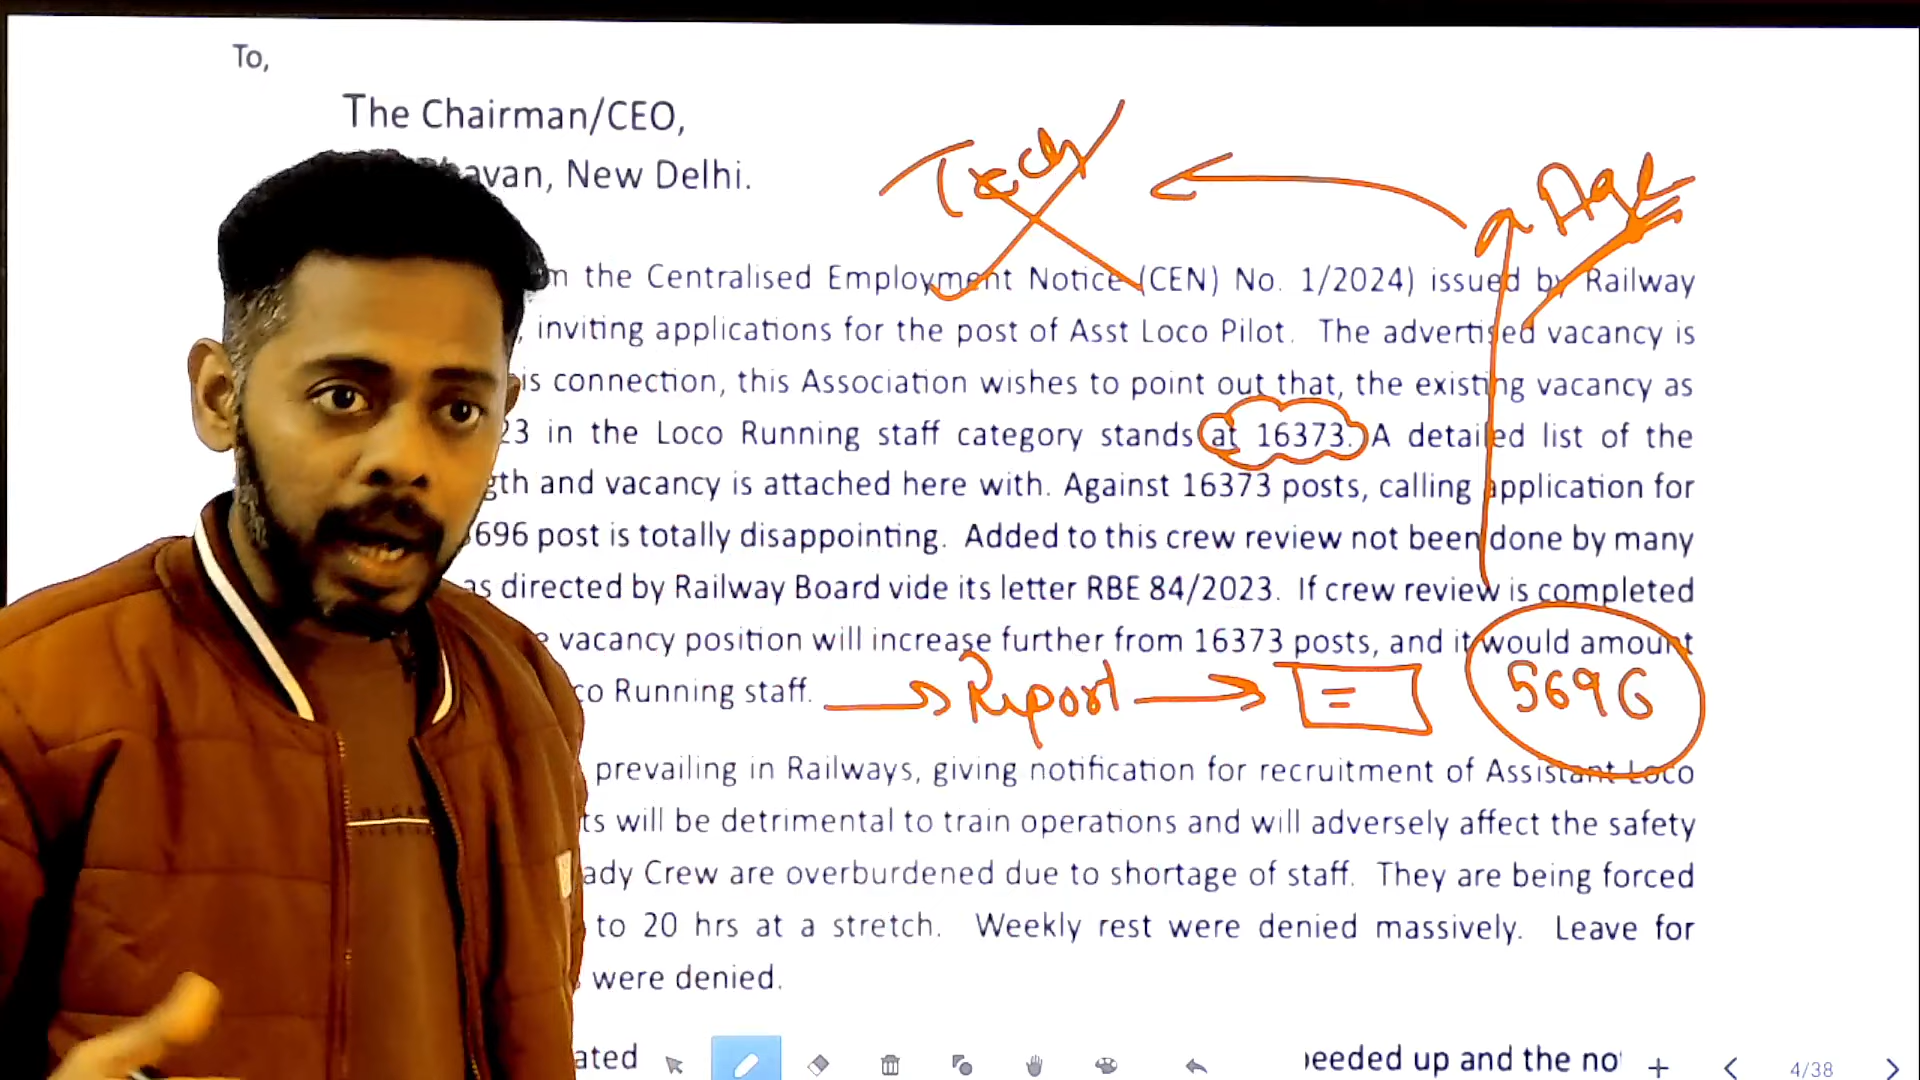 To,
The Chairman/CEO,
avan, New Delhi.
Tech
Age
m the Centralised Employment Notice (CEN) No. 1/2024) issued by Railway
, inviting applications for the post of Asst Loco Pilot. The advertised vacancy is
is connection, this Association wishes to point out that, the existing vacancy as
23 in the Loco Running staff category stands at 16373. A detailed list of the
gth and vacancy is attached here with. Against 16373 posts, calling application for
5696 post is totally disappointing. Added to this crew review not been done by many
as directed by Railway Board vide its letter RBE 84/2023. If crew review is completed
e vacancy position will increase further from 16373 posts, and it would amount
co Running staff.
Report
=
5696
prevailing in Railways, giving notification for recruitment of Assistant Loco
ts will be detrimental to train operations and will adversely affect the safety
ady Crew are overburdened due to shortage of staff. They are being forced
to 20 hrs at a stretch. Weekly rest were denied massively. Leave for
were denied.
ated
eeded up and the no
4/38